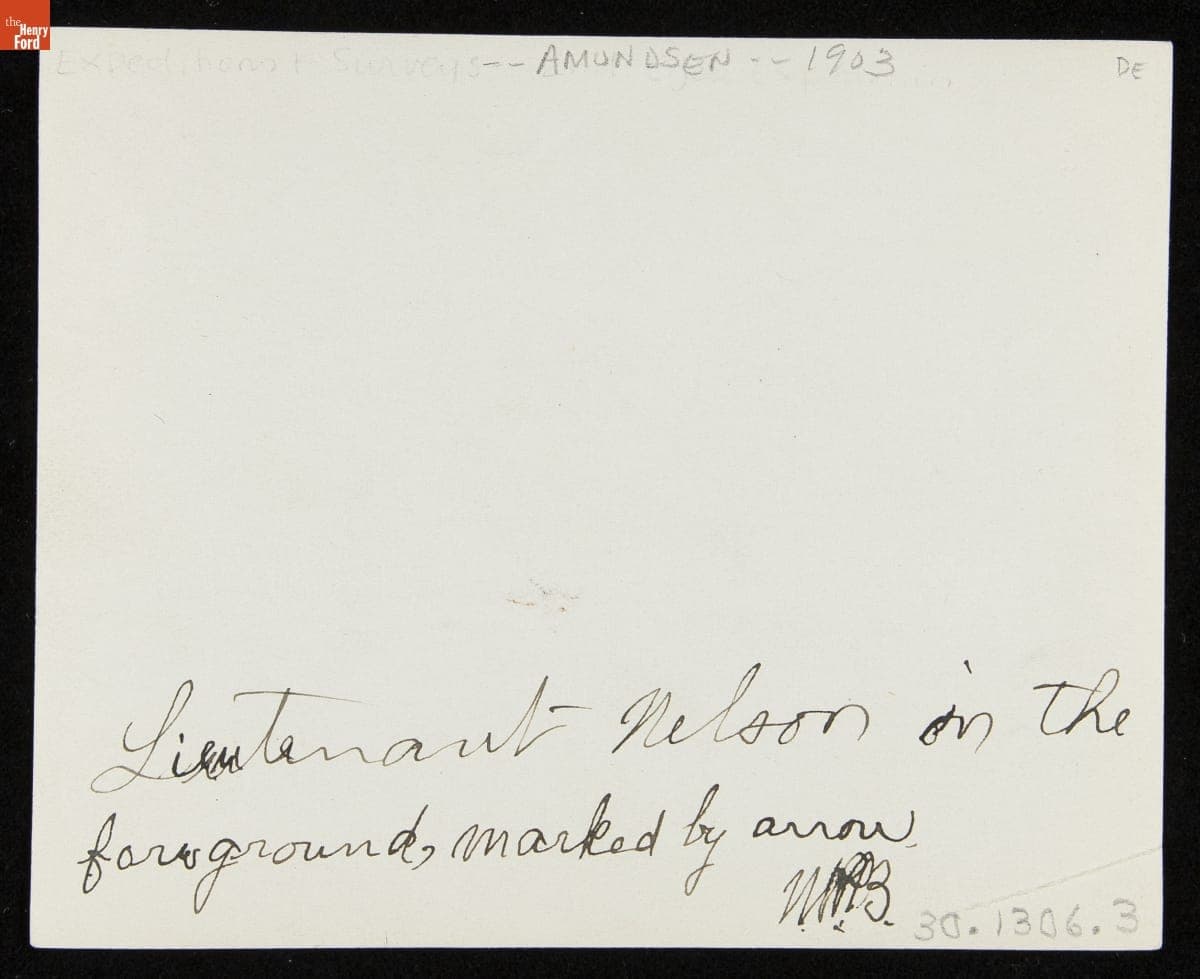 the
Henry
Ford
Expeditions & Surveys -- AMUNDSEN -- 1903
DE
Lieutenant Nelson in the
foreground, marked by arrow.
30.1306.3